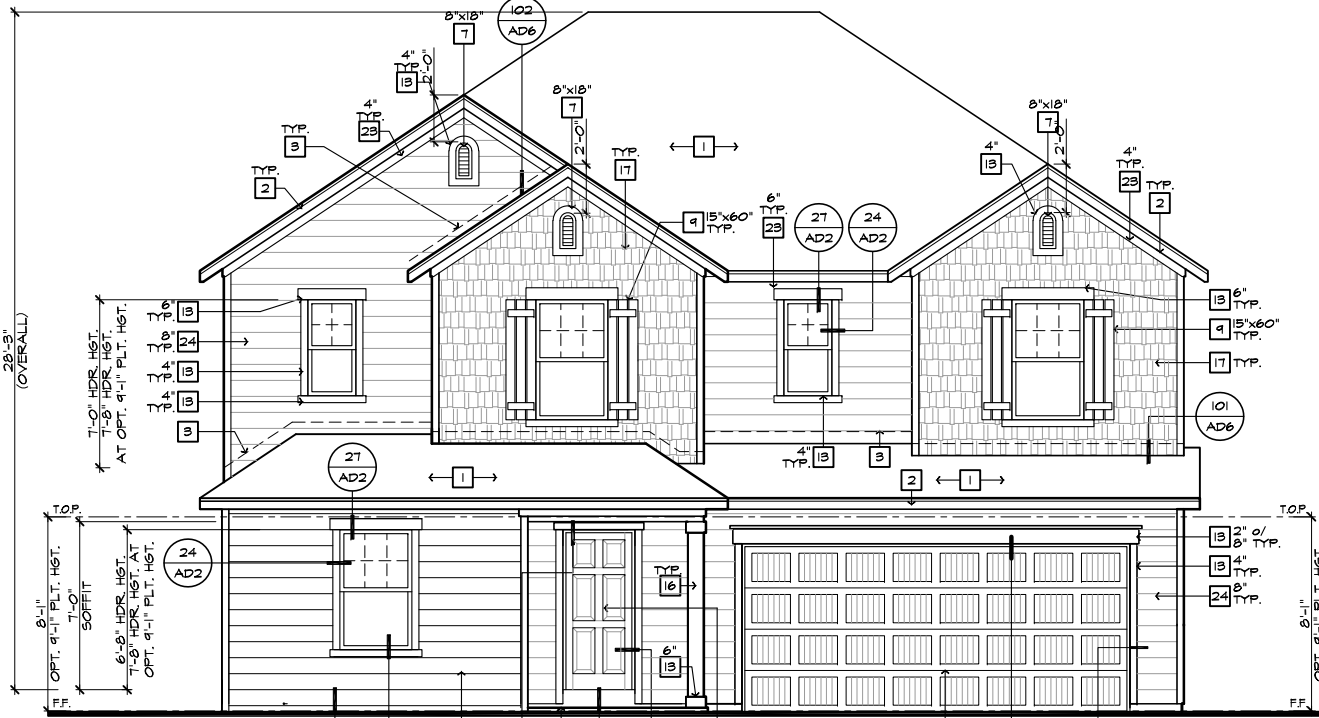 102
AD6
8"x18"
7
4"
TYP.
13
2'-0"
4"
23
TYP.
3
TYP.
2
8"x18"
7
2'-0"
TYP.
17
1
9 15"x60"
TYP.
6"
TYP.
23
27
AD2
24
AD2
8"x18"
7
2'-0"
4"
13
4"
TYP.
23
TYP.
2
28'-3"
(OVERALL)
7'-0" HDR. HGT.
7'-8" HDR. HGT.
AT OPT. 9'-1" PLT. HGT.
6"
TYP. 13
8"
TYP. 24
4"
TYP. 13
4"
TYP. 13
3
13 6"
TYP.
9 15"x60"
TYP.
17 TYP.
101
AD6
27
AD2
1
4"
TYP. 13
3
2
1
T.O.P.
T.O.P.
24
AD2
8'-1"
OPT. 9'-1" PLT. HGT.
7'-0"
SOFFIT
6'-8" HDR. HGT.
7'-8" HDR. HGT. AT
OPT. 9'-1" PLT. HGT.
TYP.
16
6"
13
13 2" O/
8" TYP.
13 4"
TYP.
24 8"
TYP.
8'-1"
OPT. 9'-1" PLT. HGT.
F.F.
F.F.